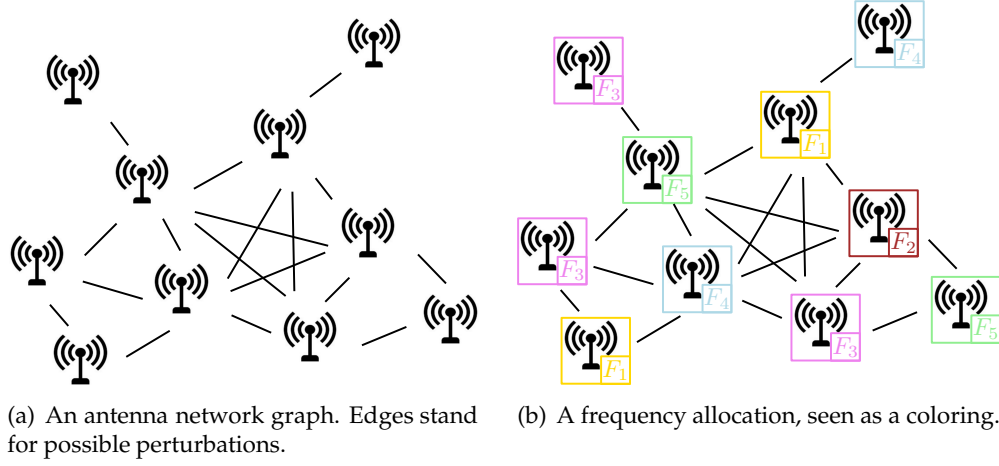 F4
F3
F1
F5
F2
F3
F4
F5
F3
F1
(a) An antenna network graph. Edges stand
for possible perturbations.
(b) A frequency allocation, seen as a coloring.